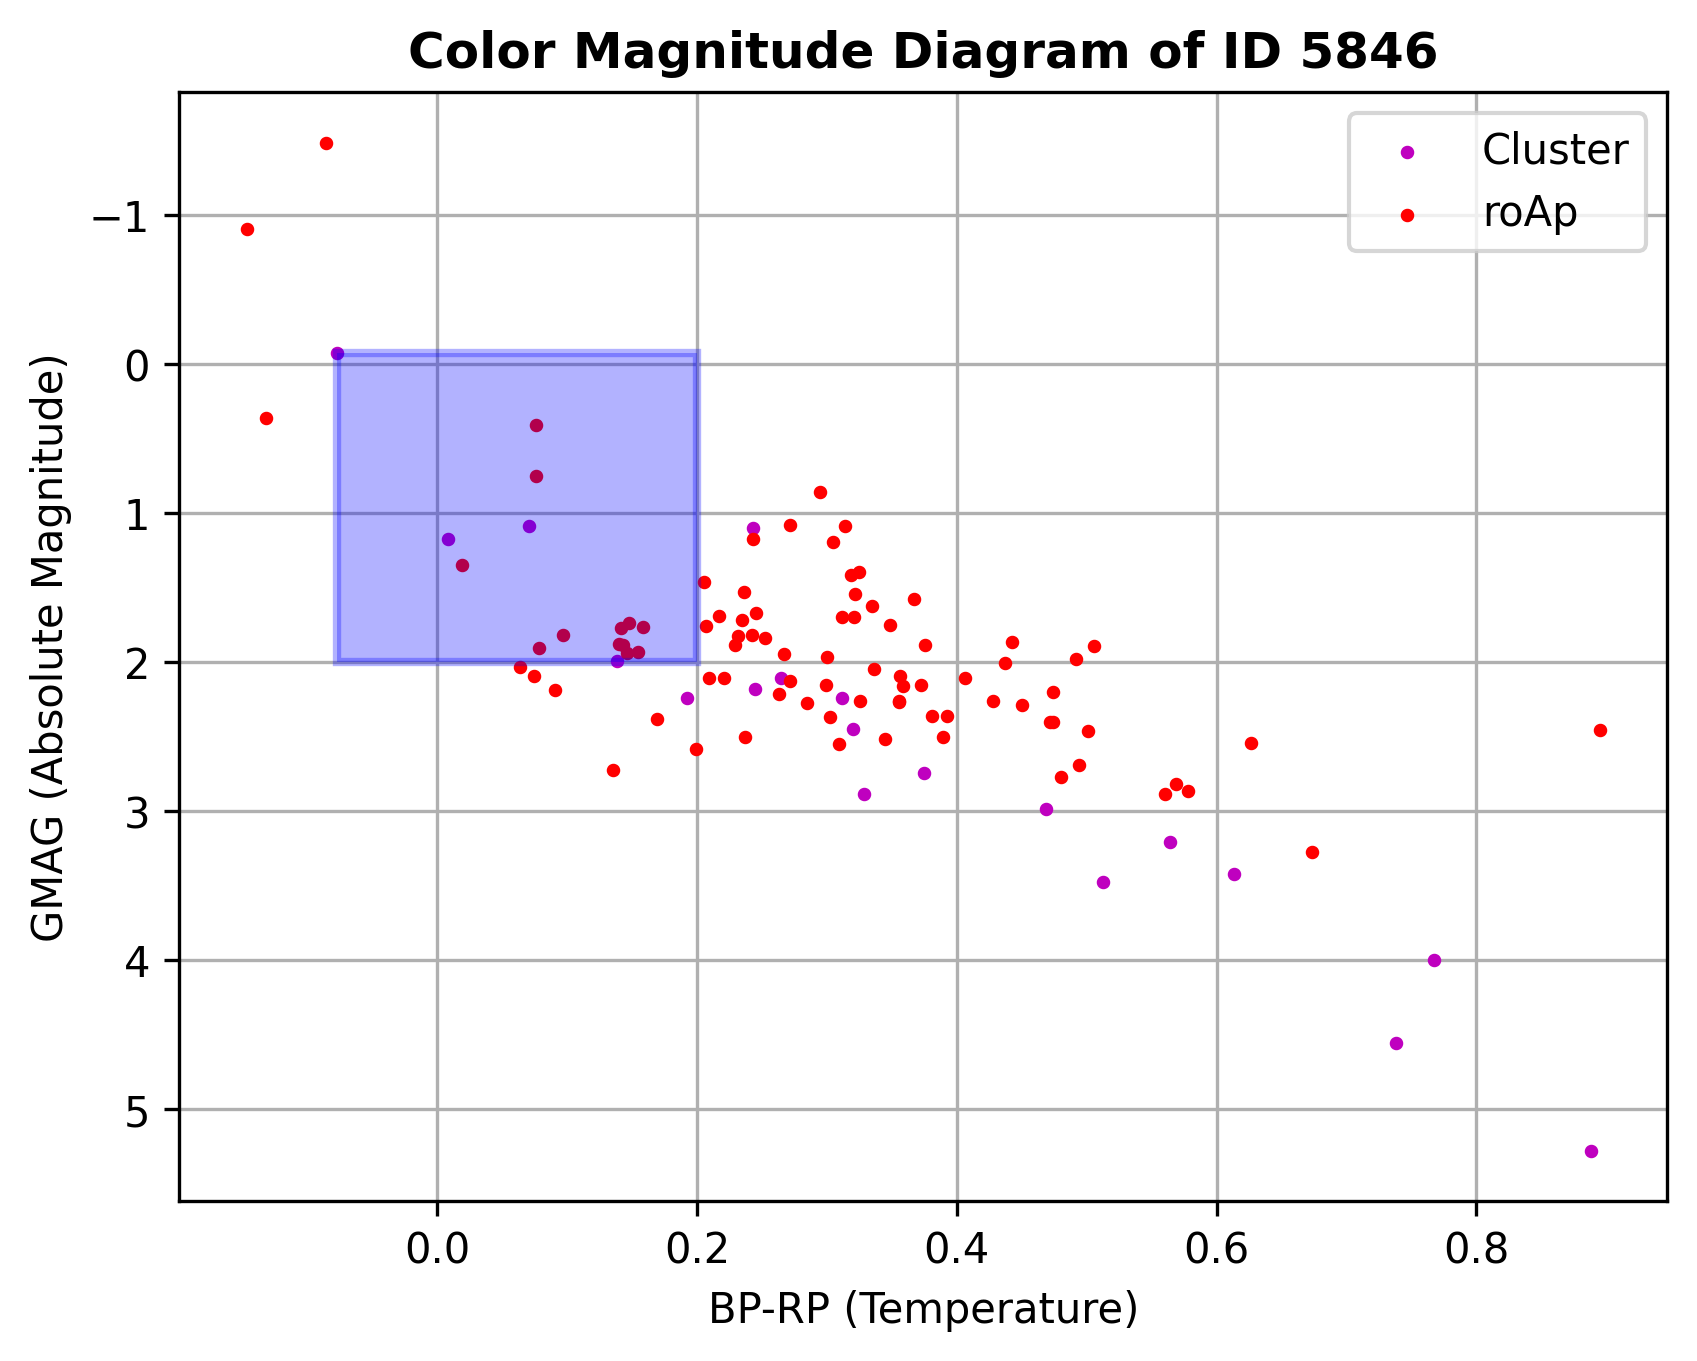 Color Magnitude Diagram of ID 5846
Cluster
roAp
−1
0
1
2
3
4
5
GMAG (Absolute Magnitude)
0.0 0.2 0.4 0.6 0.8
BP-RP (Temperature)